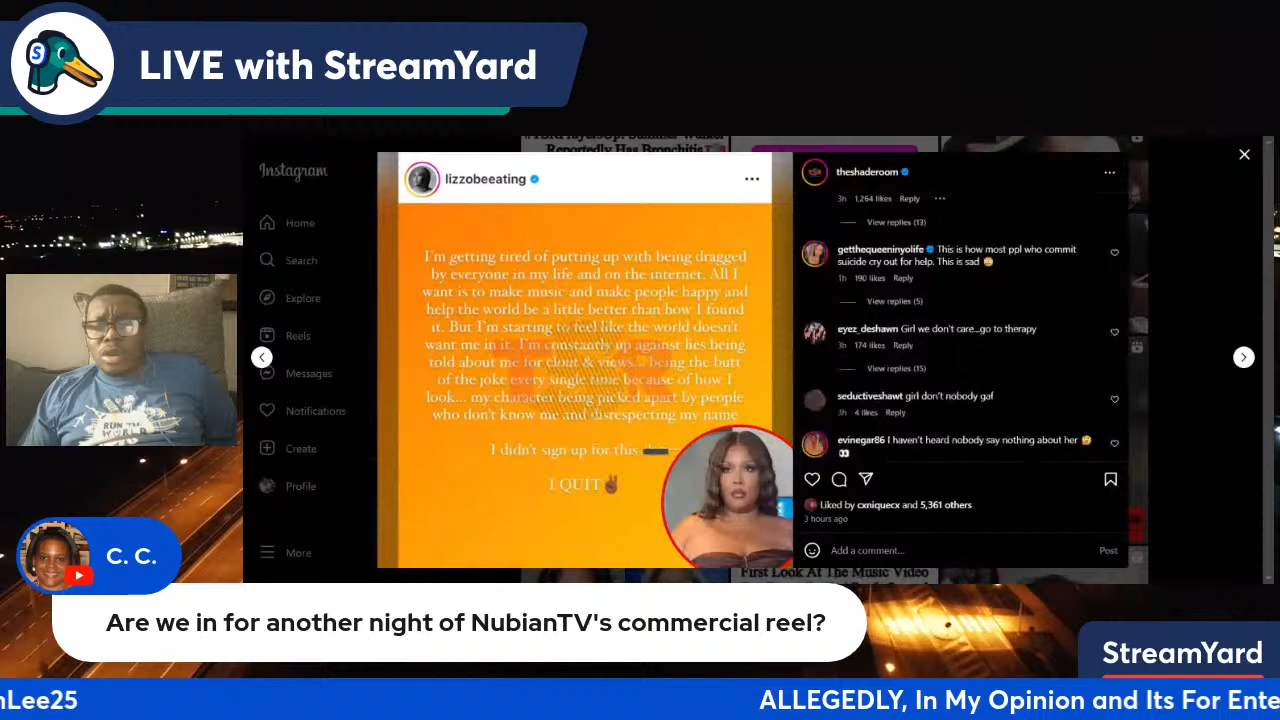 LIVE with StreamYard
Reportedly Has Bronchitis
Instagram
Home
Search
Explore
Reels
Messages
Notifications
Create
Profile
More
lizzobeeating
I'm getting tired of putting up with being dragged
by everyone in my life and on the internet. All I
want is to make music and make people happy and
help the world be a little better than how I found
it. But I'm starting to feel like the world doesn't
want me in it. I'm constantly up against lies being
told about me for clout & views... being the butt
of the joke every single time because of how I
look... my character being picked apart by people
who don't know me and disrespecting my name
I didn't sign up for this
I QUIT✌🏾
theshaderoom
3h 1,264 likes Reply ...
View replies (13)
getthequeeninyolife This is how most ppl who commit
suicide cry out for help. This is sad
1h 190 likes Reply
View replies (5)
eyez_deshawn Girl we don't care...go to therapy
3h 174 likes Reply
View replies (15)
seductiveshawt girl don't nobody gaf
3h 4 likes Reply
evinegar86 I haven't heard nobody say nothing about her
👀
Liked by cxniquecx and 5,361 others
3 hours ago
Add a comment... Post
First Look At The Music Video
RUN THE
WORLD
C. C.
Are we in for another night of NubianTV's commercial reel?
StreamYard
nLee25
ALLEGEDLY, In My Opinion and Its For Ente